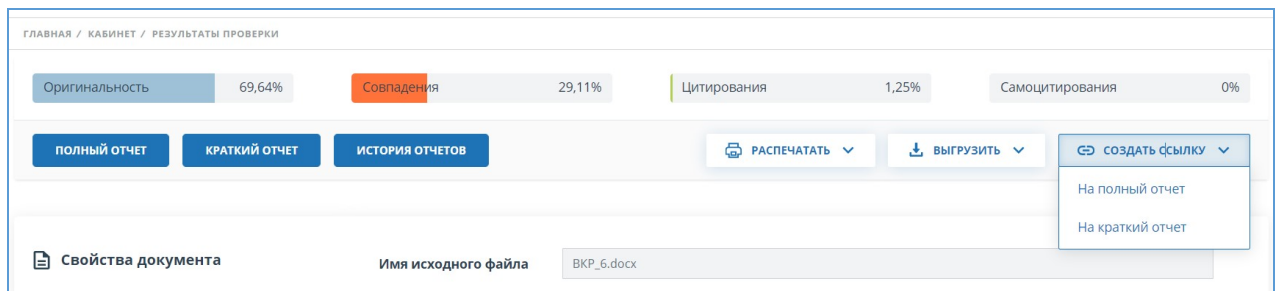 ГЛАВНАЯ / КАБИНЕТ / РЕЗУЛЬТАТЫ ПРОВЕРКИ
Оригинальность 69,64% Совпадения 29,11% Цитирования 1,25% Самоцитирования 0%
ПОЛНЫЙ ОТЧЕТ КРАТКИЙ ОТЧЕТ ИСТОРИЯ ОТЧЕТОВ РАСПЕЧАТАТЬ ВЫГРУЗИТЬ СОЗДАТЬ ССЫЛКУ
На полный отчет
На краткий отчет
Свойства документа Имя исходного файла ВКР_6.docx